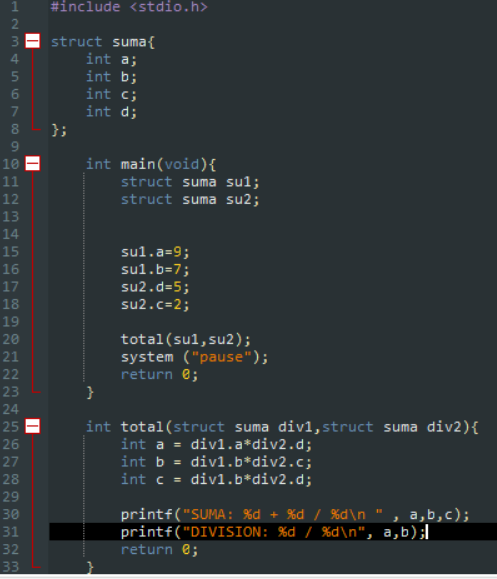 1 #include <stdio.h>
2
3 struct suma{
4 int a;
5 int b;
6 int c;
7 int d;
8 };
9
10 int main(void){
11 struct suma su1;
12 struct suma su2;
13
14
15 su1.a=9;
16 su1.b=7;
17 su2.d=5;
18 su2.c=2;
19
20 total(su1,su2);
21 system ("pause");
22 return 0;
23 }
24
25 int total(struct suma div1,struct suma div2){
26 int a = div1.a*div2.d;
27 int b = div1.b*div2.c;
28 int c = div1.b*div2.d;
29
30 printf("SUMA: %d + %d / %d\n " , a,b,c);
31 printf("DIVISION: %d / %d\n", a,b);
32 return 0;
33 }